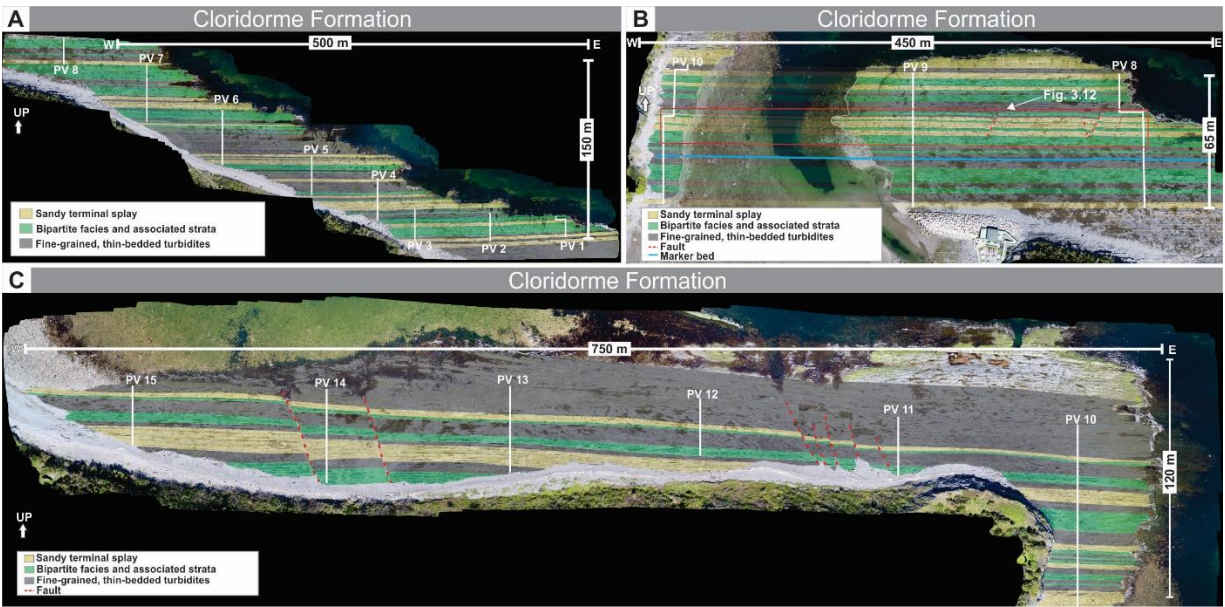 A
Cloridorme Formation
W
500 m
E
PV 8
PV 7
PV 6
PV 5
PV 4
PV 3
PV 2
PV 1
UP
150 m
Sandy terminal splay
Bipartite facies and associated strata
Fine-grained, thin-bedded turbidites
B
Cloridorme Formation
W
450 m
E
PV 10
PV 9
PV 8
UP
Fig. 3.12
65 m
Sandy terminal splay
Bipartite facies and associated strata
Fine-grained, thin-bedded turbidites
Fault
Marker bed
C
Cloridorme Formation
750 m
E
PV 15
PV 14
PV 13
PV 12
PV 11
PV 10
120 m
UP
Sandy terminal splay
Bipartite facies and associated strata
Fine-grained, thin-bedded turbidites
Fault